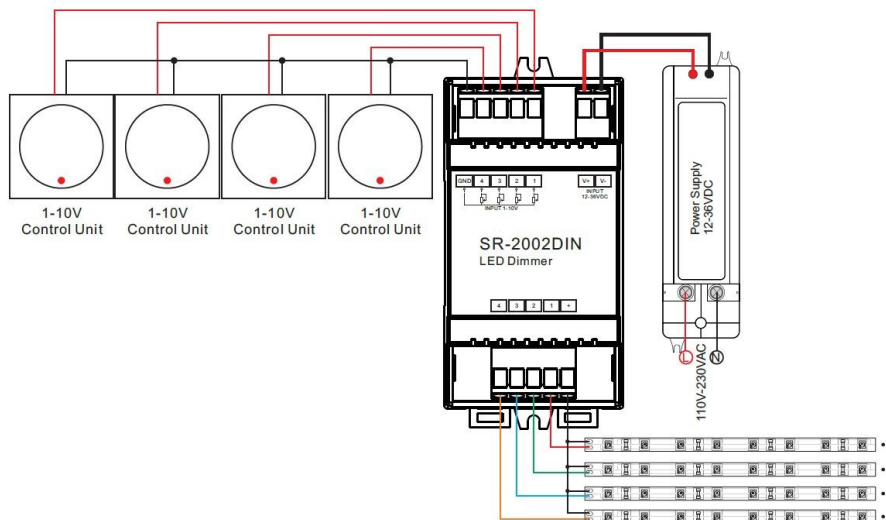 1-10V
Control Unit
1-10V
Control Unit
1-10V
Control Unit
1-10V
Control Unit
GND 4 3 2 1
INPUT 1-10V
V+ V-
INPUT
12-36VDC
SR-2002DIN
LED Dimmer
4 3 2 1 +
Power Supply
12-36VDC
L N
110V-230VAC